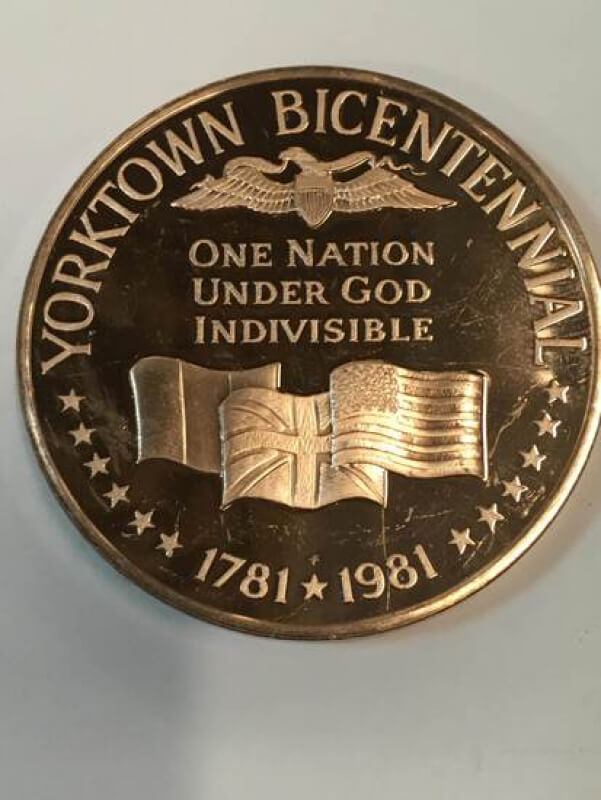 YORKTOWN BICENTENNIAL
ONE NATION
UNDER GOD
INDIVISIBLE
1781 ★ 1981